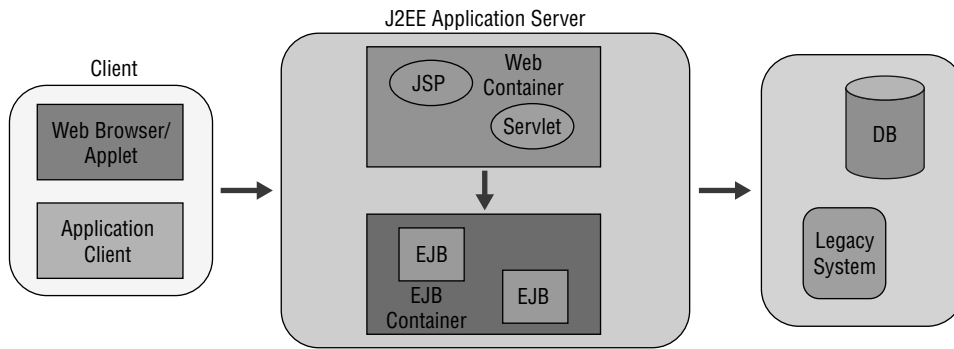 J2EE Application Server
Client
Web Browser/
Applet
Application
Client
JSP
Web
Container
Servlet
EJB
EJB
Container
EJB
DB
Legacy
System